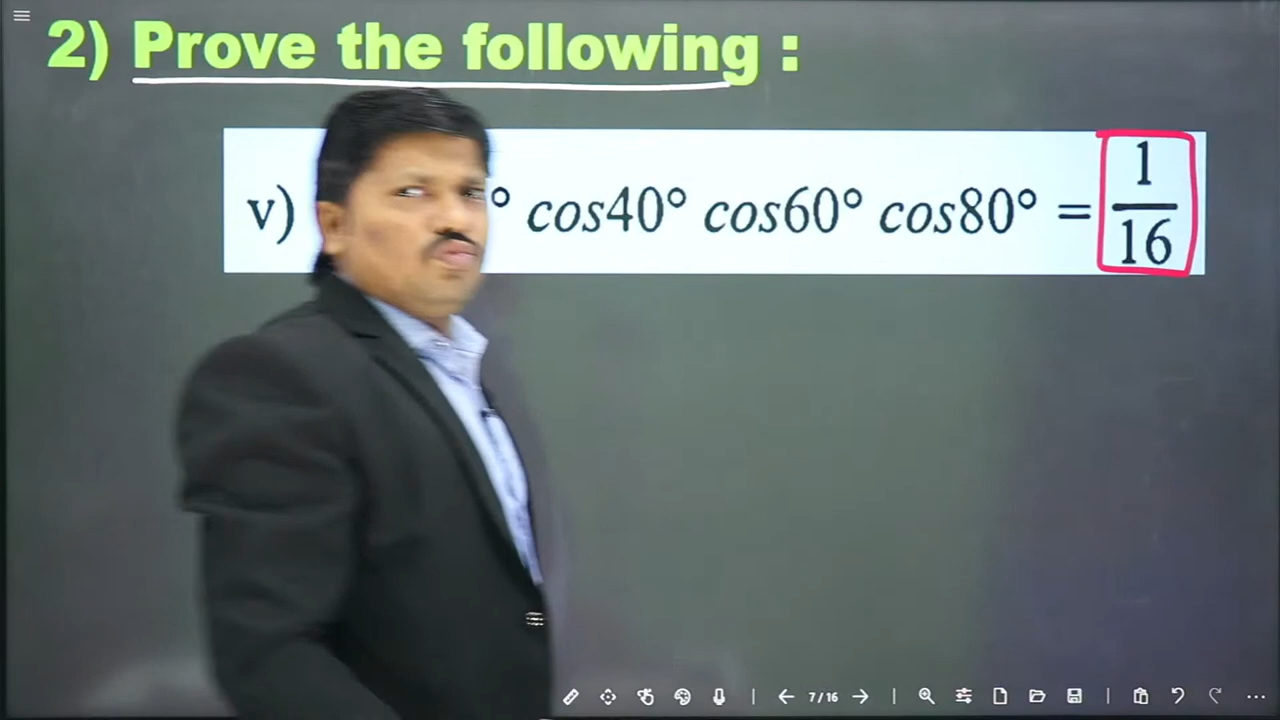 2) Prove the following :
v) ° cos40° cos60° cos80° = 1/16
7/16